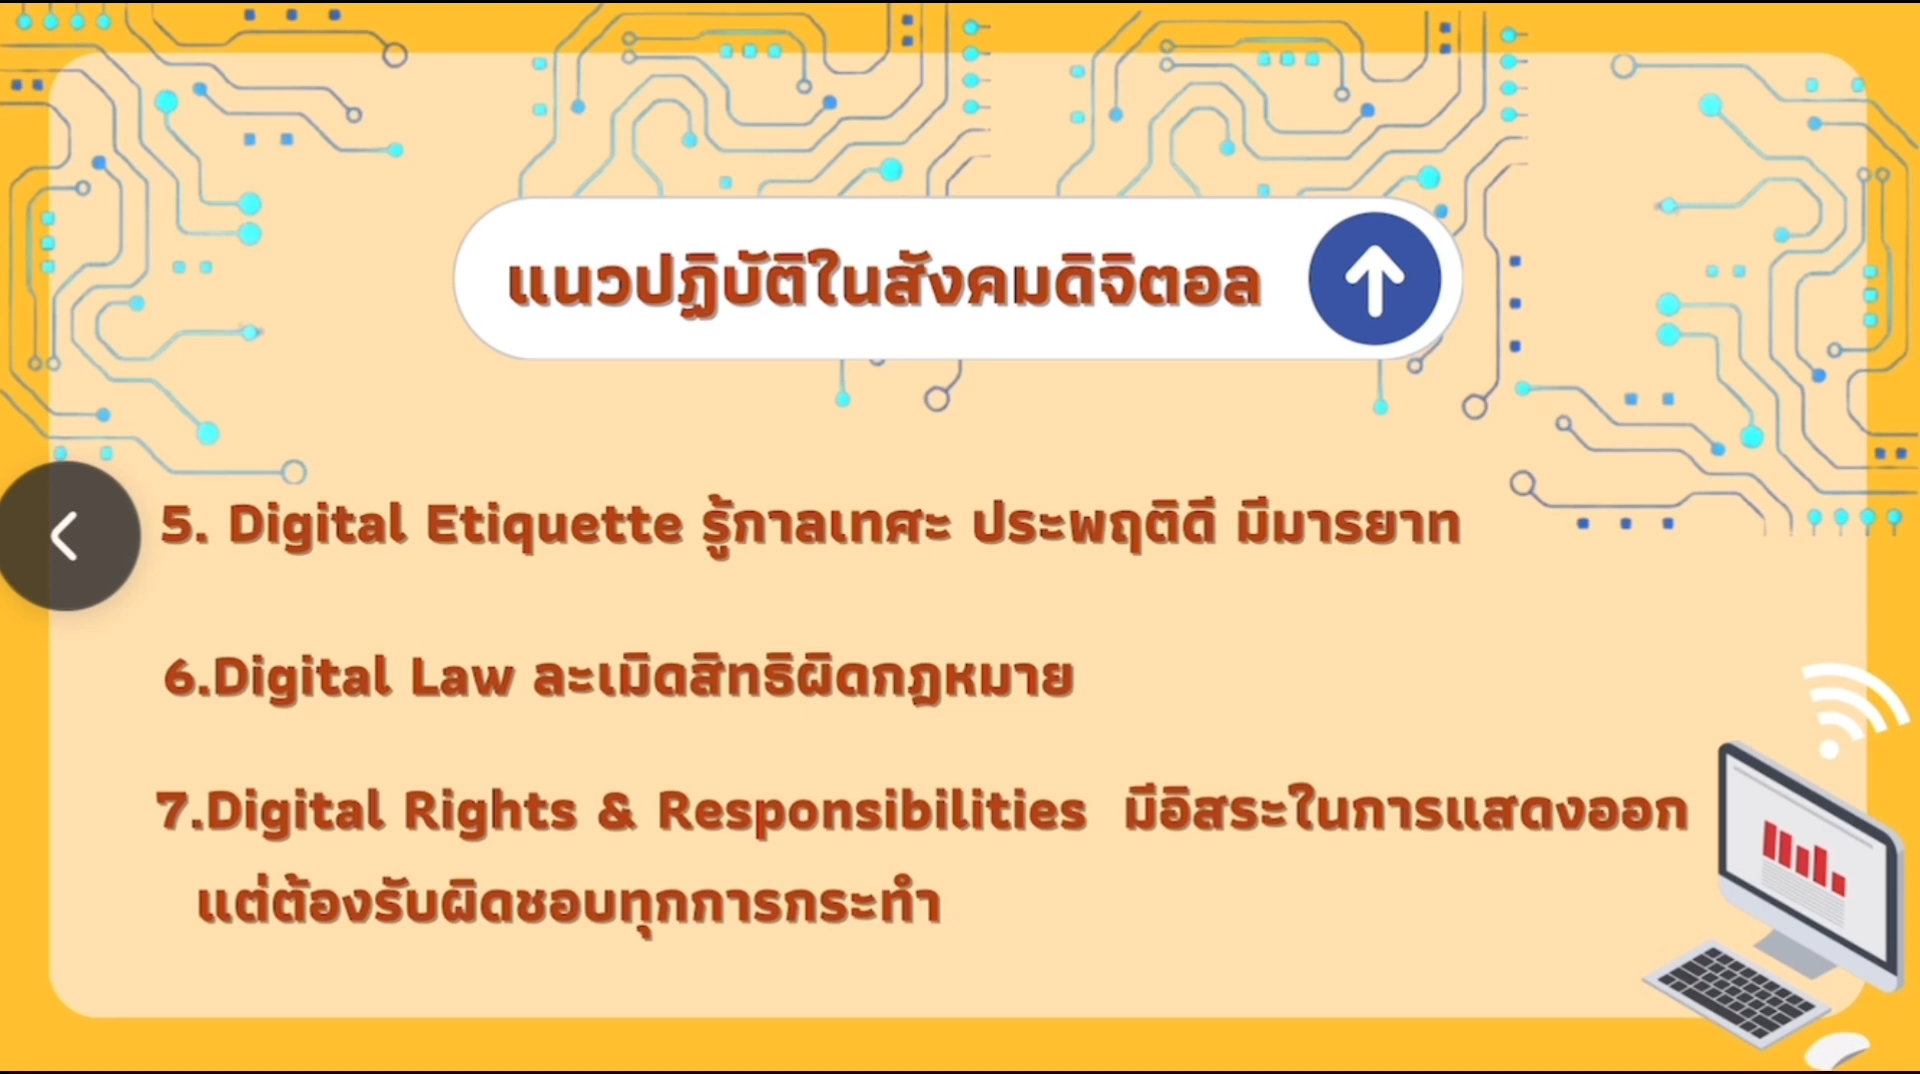 แนวปฏิบัติในสังคมดิจิตอล
5. Digital Etiquette รู้กาลเทศะ ประพฤติดี มีมารยาท
6.Digital Law ละเมิดสิทธิผิดกฎหมาย
7.Digital Rights & Responsibilities มีอิสระในการแสดงออก
แต่ต้องรับผิดชอบทุกการกระทำ